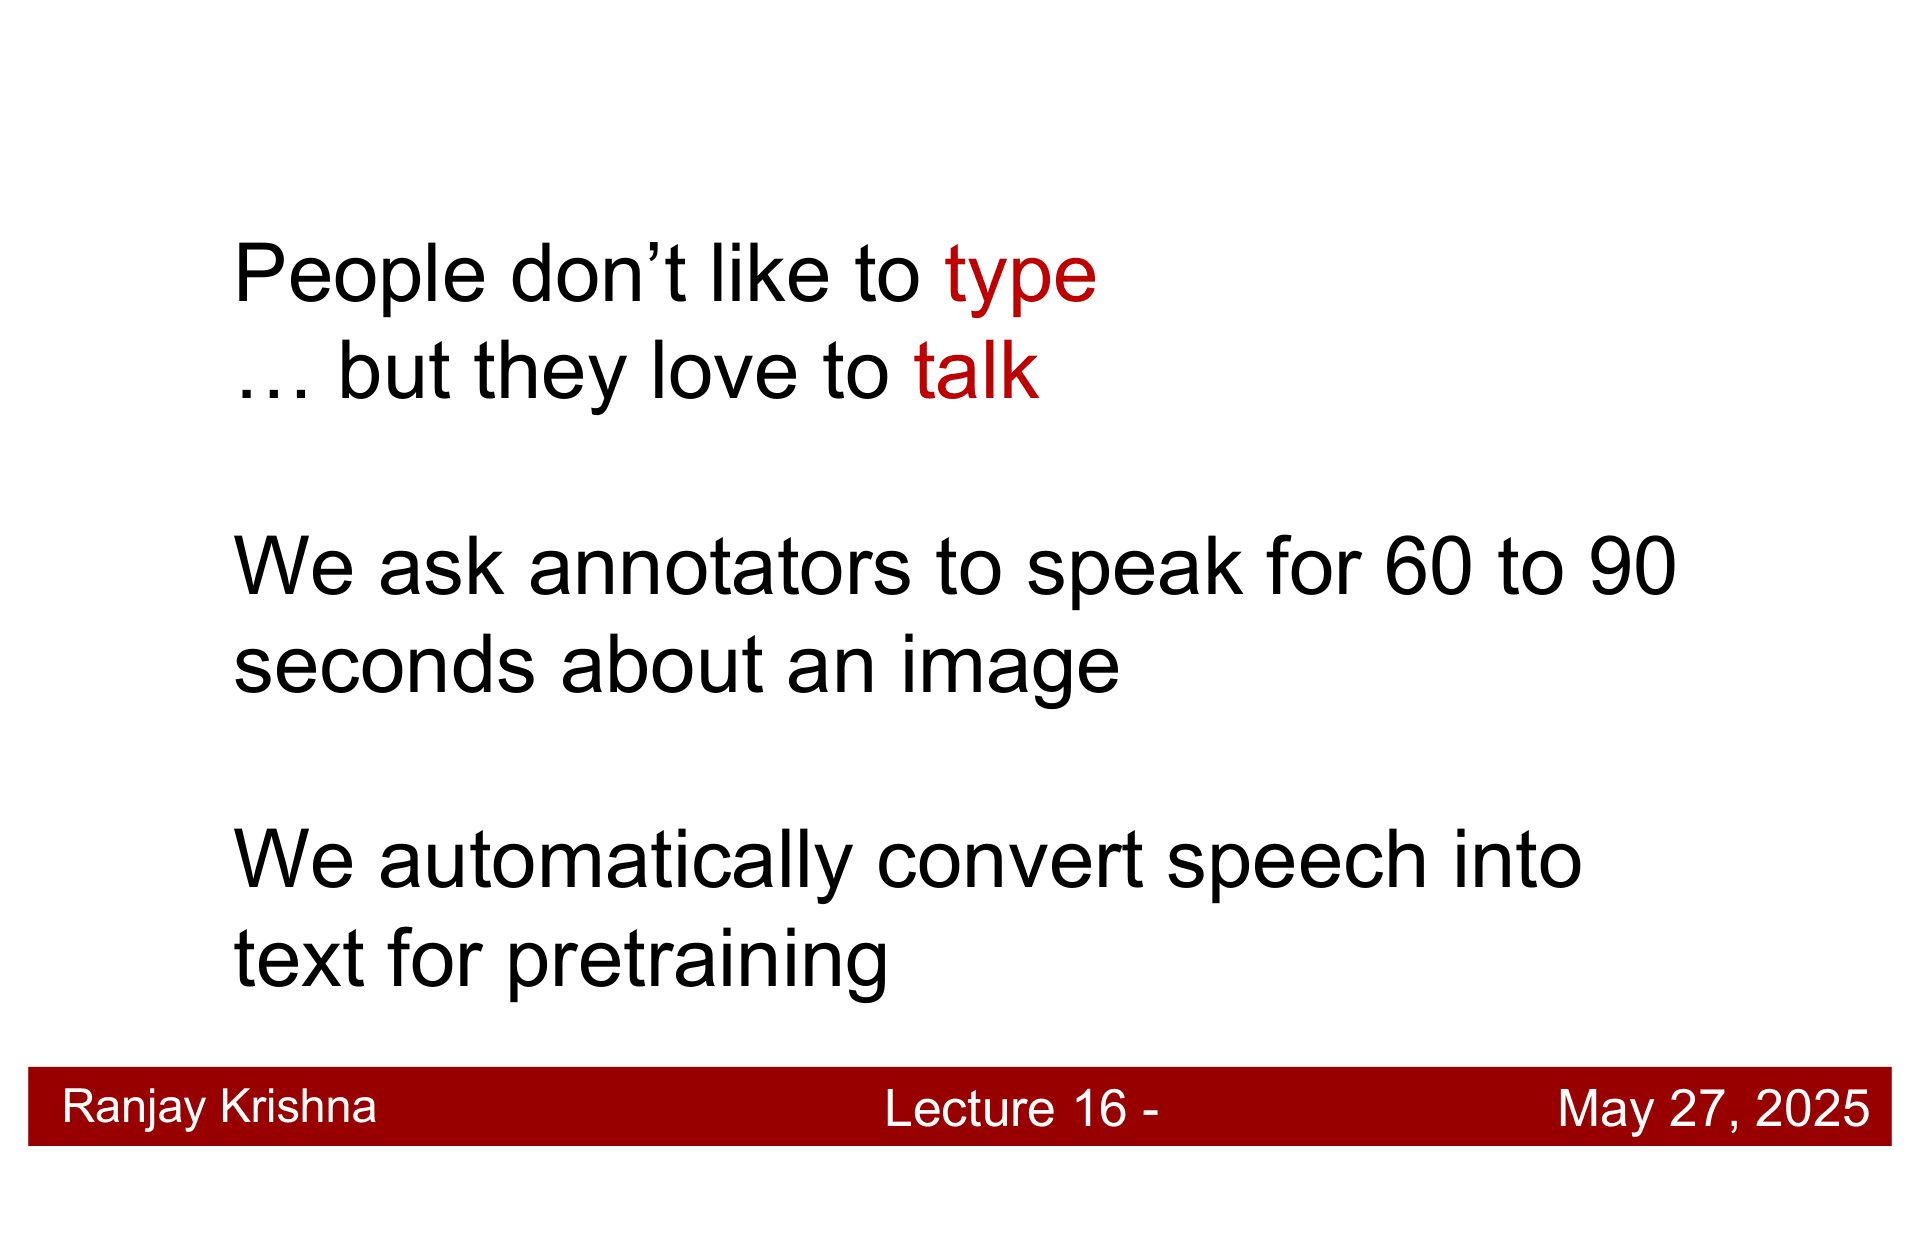 People don’t like to type
… but they love to talk
We ask annotators to speak for 60 to 90
seconds about an image
We automatically convert speech into
text for pretraining
Ranjay Krishna
Lecture 16 -
May 27, 2025